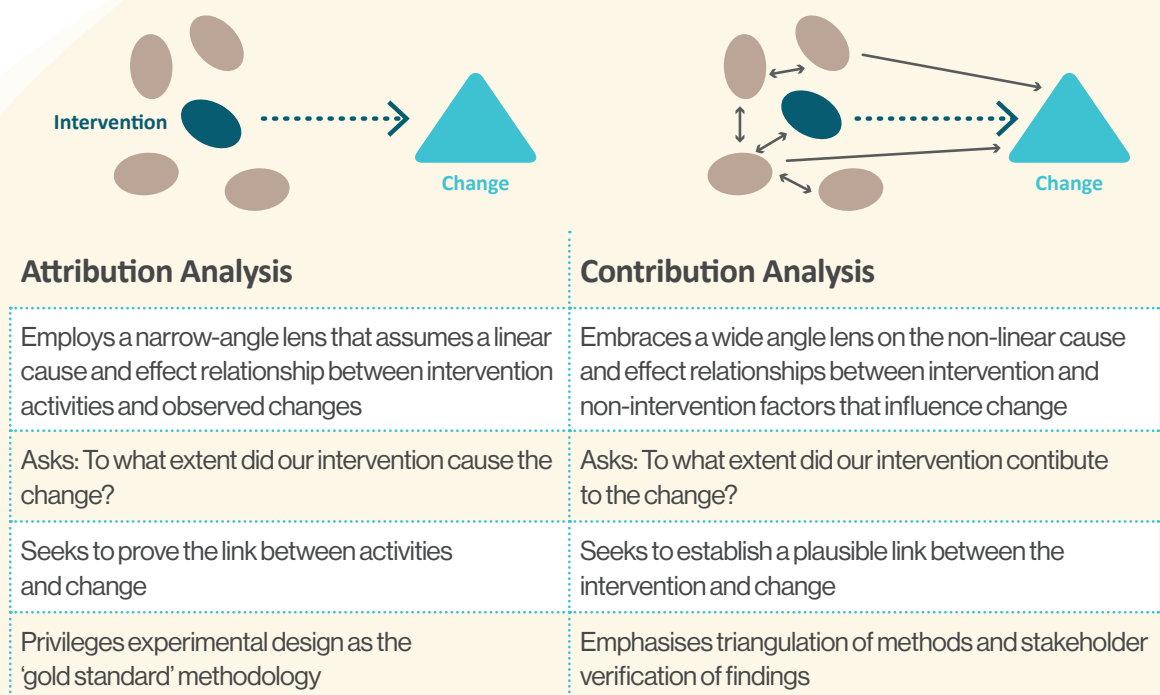 Intervention
Change
Change
Attribution Analysis
Employs a narrow-angle lens that assumes a linear
cause and effect relationship between intervention
activities and observed changes
Asks: To what extent did our intervention cause the
change?
Seeks to prove the link between activities
and change
Privileges experimental design as the
‘gold standard’ methodology
Contribution Analysis
Embraces a wide angle lens on the non-linear cause
and effect relationships between intervention and
non-intervention factors that influence change
Asks: To what extent did our intervention contibute
to the change?
Seeks to establish a plausible link between the
intervention and change
Emphasises triangulation of methods and stakeholder
verification of findings